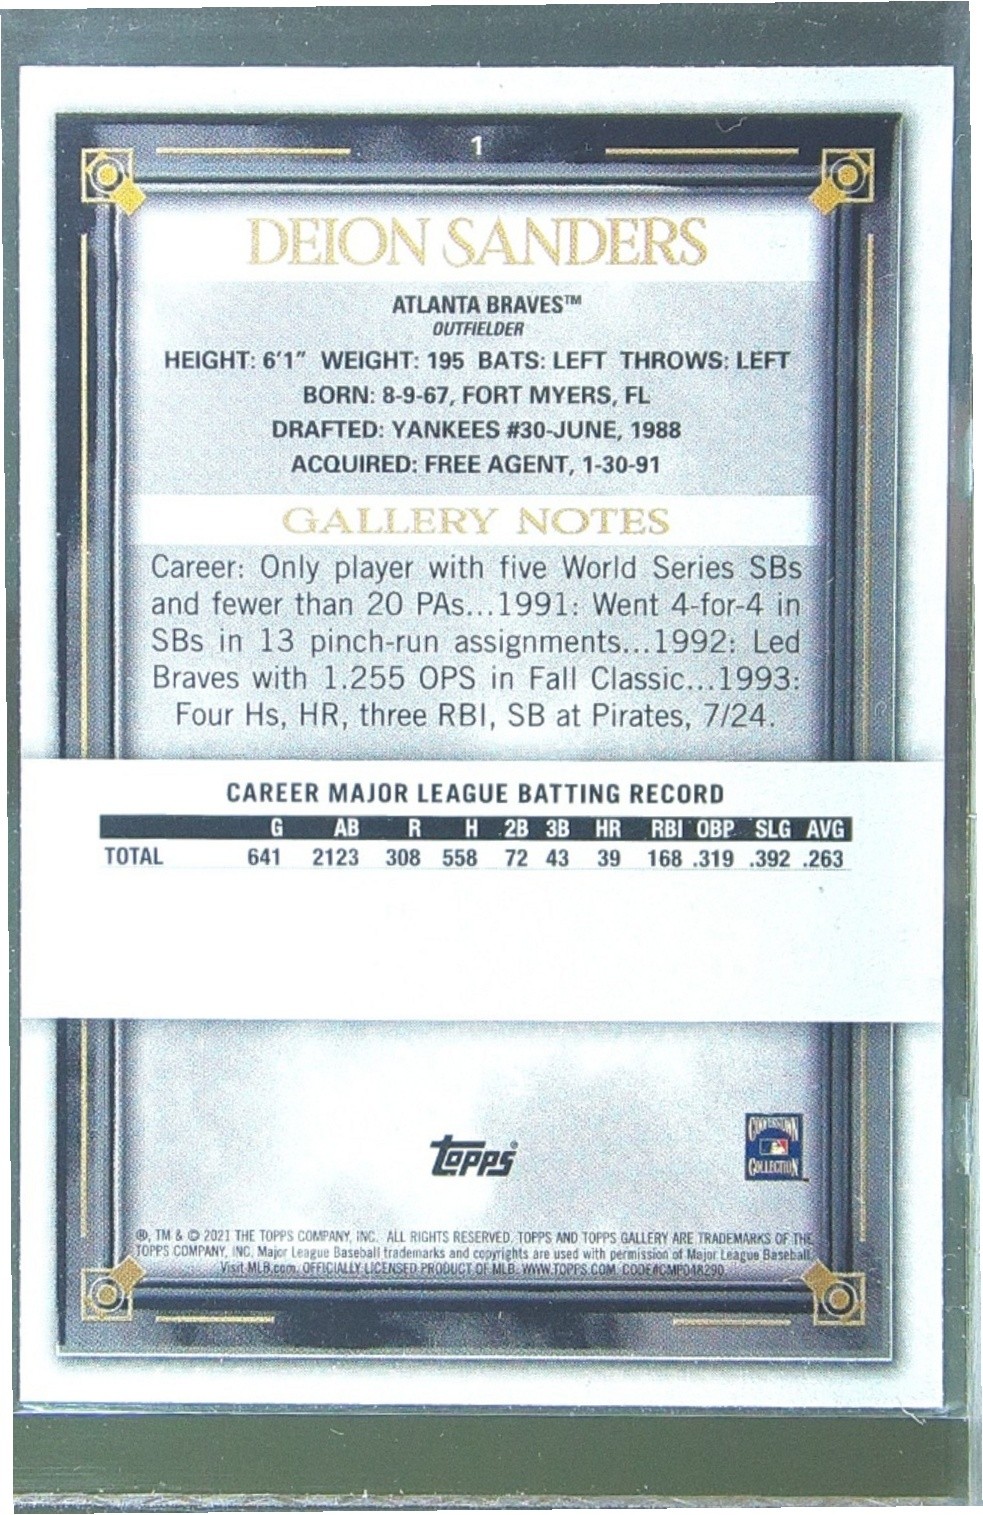 1
DEION SANDERS
ATLANTA BRAVES™
OUTFIELDER
HEIGHT: 6'1" WEIGHT: 195 BATS: LEFT THROWS: LEFT
BORN: 8-9-67, FORT MYERS, FL
DRAFTED: YANKEES #30-JUNE, 1988
ACQUIRED: FREE AGENT, 1-30-91
GALLERY NOTES
Career: Only player with five World Series SBs
and fewer than 20 PAs...1991: Went 4-for-4 in
SBs in 13 pinch-run assignments...1992: Led
Braves with 1.255 OPS in Fall Classic...1993:
Four Hs, HR, three RBI, SB at Pirates, 7/24.
CAREER MAJOR LEAGUE BATTING RECORD
G AB R H 2B 3B HR RBI OBP SLG AVG
TOTAL 641 2123 308 558 72 43 39 168 .319 .392 .263
topps®
COOPERSTOWN
COLLECTION
®, TM & © 2021 THE TOPPS COMPANY, INC. ALL RIGHTS RESERVED. TOPPS AND TOPPS GALLERY ARE TRADEMARKS OF THE
TOPPS COMPANY, INC. Major League Baseball trademarks and copyrights are used with permission of Major League Baseball.
Visit MLB.com. OFFICIALLY LICENSED PRODUCT OF MLB. WWW.TOPPS.COM CODE#CMP048290